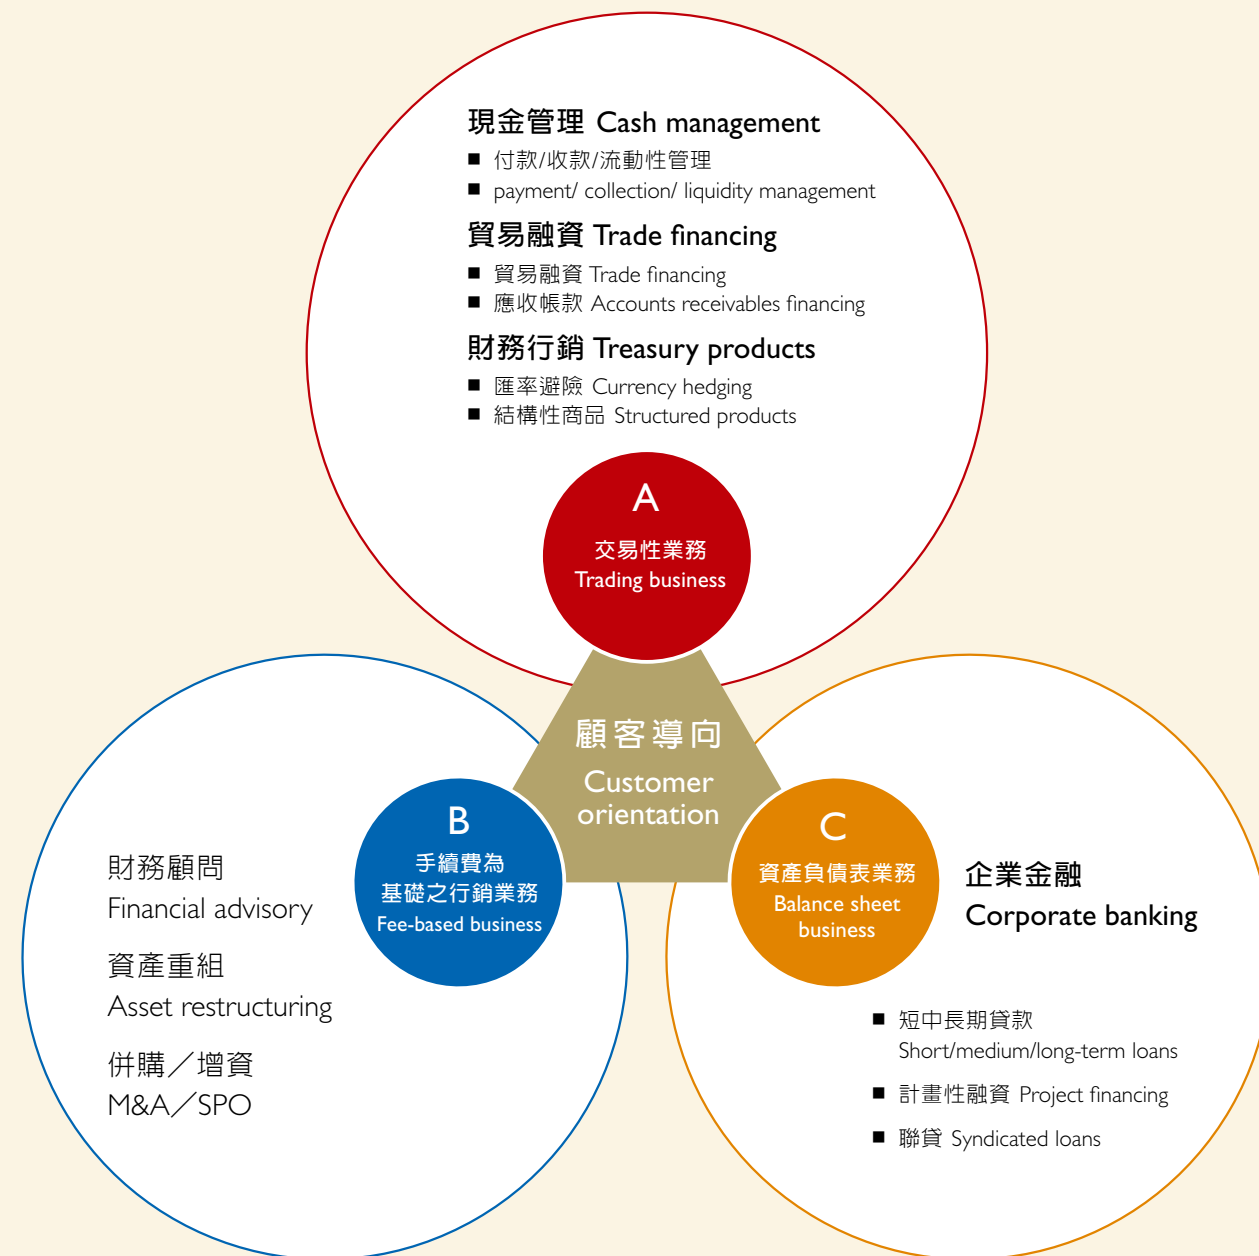 現金管理 Cash management
■ 付款/收款/流動性管理
■ payment/ collection/ liquidity management
貿易融資 Trade financing
■ 貿易融資 Trade financing
■ 應收帳款 Accounts receivables financing
財務行銷 Treasury products
■ 匯率避險 Currency hedging
■ 結構性商品 Structured products
A
交易性業務
Trading business
顧客導向
Customer
orientation
B
手續費為
基礎之行銷業務
Fee-based business
財務顧問
Financial advisory
資產重組
Asset restructuring
併購／增資
M&A／SPO
C
資產負債表業務
Balance sheet
business
企業金融
Corporate banking
■ 短中長期貸款
Short/medium/long-term loans
■ 計畫性融資 Project financing
■ 聯貸 Syndicated loans